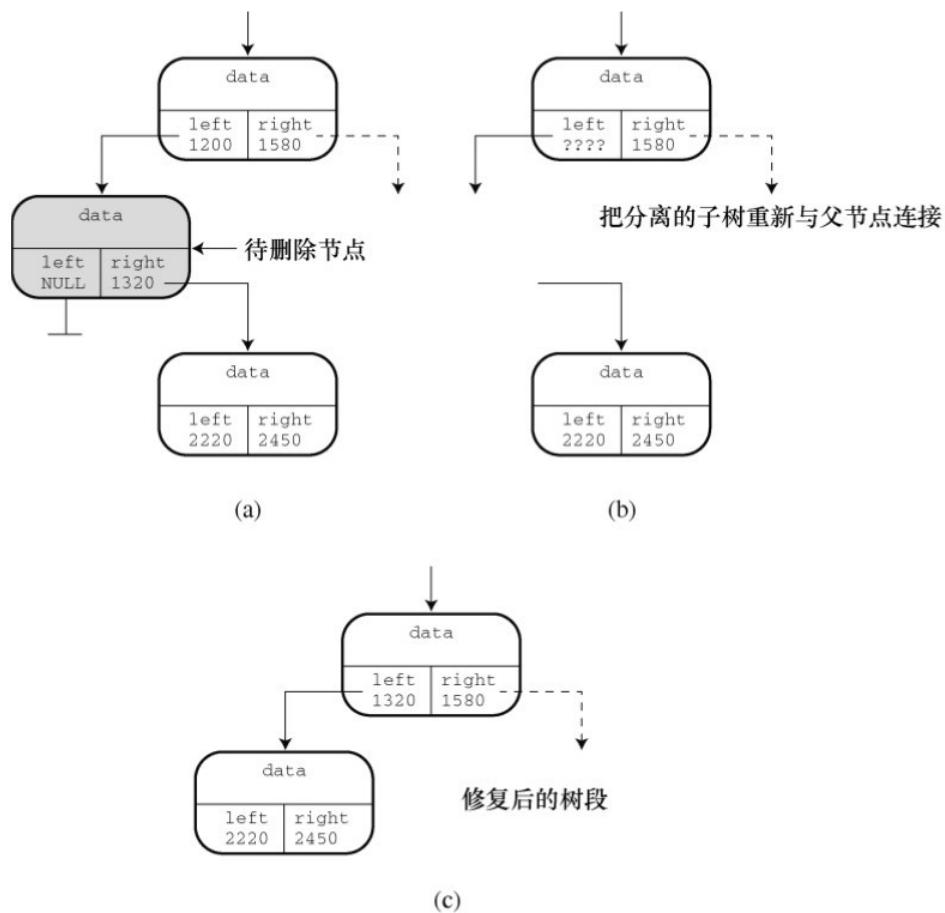 data
left right
1200 1580
data
left right
NULL 1320
待删除节点
data
left right
2220 2450
(a)
data
left right
???? 1580
把分离的子树重新与父节点连接
data
left right
2220 2450
(b)
data
left right
1320 1580
data
left right
2220 2450
修复后的树段
(c)